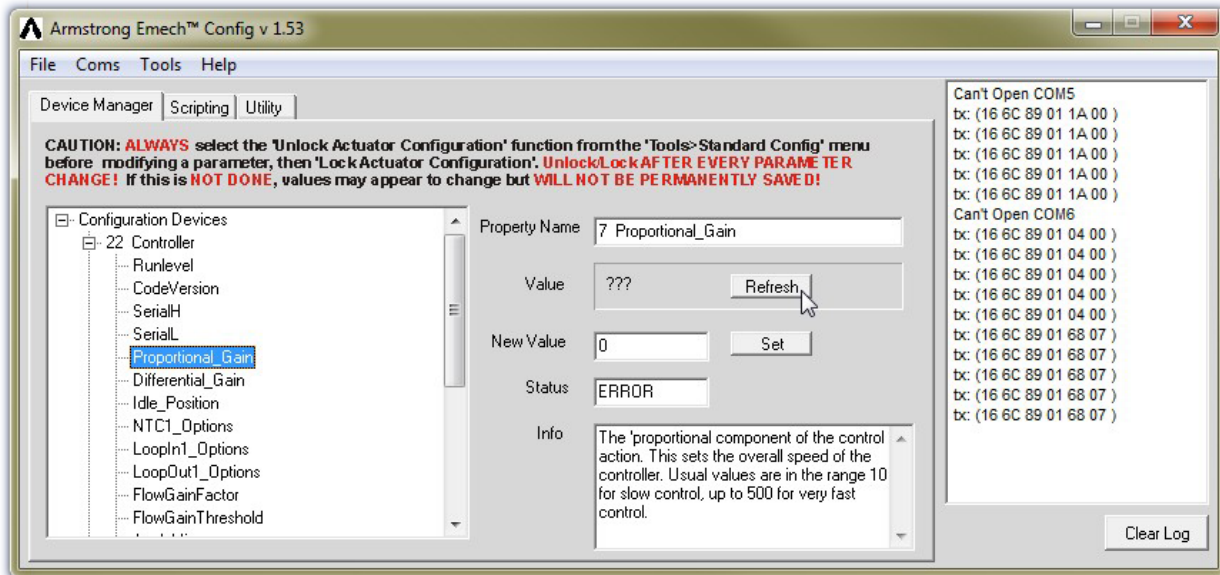 Armstrong Emech™ Config v 1.53
File Coms Tools Help
Device Manager Scripting Utility
CAUTION: ALWAYS select the 'Unlock Actuator Configuration' function from the 'Tools>Standard Config' menu
before modifying a parameter, then 'Lock Actuator Configuration'. Unlock/Lock AFTER EVERY PARAMETER
CHANGE! If this is NOT DONE, values may appear to change but WILL NOT BE PERMANENTLY SAVED!
Configuration Devices
22 Controller
Runlevel
CodeVersion
SerialH
SerialL
Proportional_Gain
Differential_Gain
Idle_Position
NTC1_Options
LoopIn1_Options
LoopOut1_Options
FlowGainFactor
FlowGainThreshold
Property Name 7 Proportional_Gain
Value ??? Refresh
New Value 0 Set
Status ERROR
Info
The 'proportional component of the control
action. This sets the overall speed of the
controller. Usual values are in the range 10
for slow control, up to 500 for very fast
control.
Can't Open COM5
tx: (16 6C 89 01 1A 00 )
tx: (16 6C 89 01 1A 00 )
tx: (16 6C 89 01 1A 00 )
tx: (16 6C 89 01 1A 00 )
tx: (16 6C 89 01 1A 00 )
Can't Open COM6
tx: (16 6C 89 01 04 00 )
tx: (16 6C 89 01 04 00 )
tx: (16 6C 89 01 04 00 )
tx: (16 6C 89 01 04 00 )
tx: (16 6C 89 01 04 00 )
tx: (16 6C 89 01 68 07 )
tx: (16 6C 89 01 68 07 )
tx: (16 6C 89 01 68 07 )
tx: (16 6C 89 01 68 07 )
tx: (16 6C 89 01 68 07 )
Clear Log